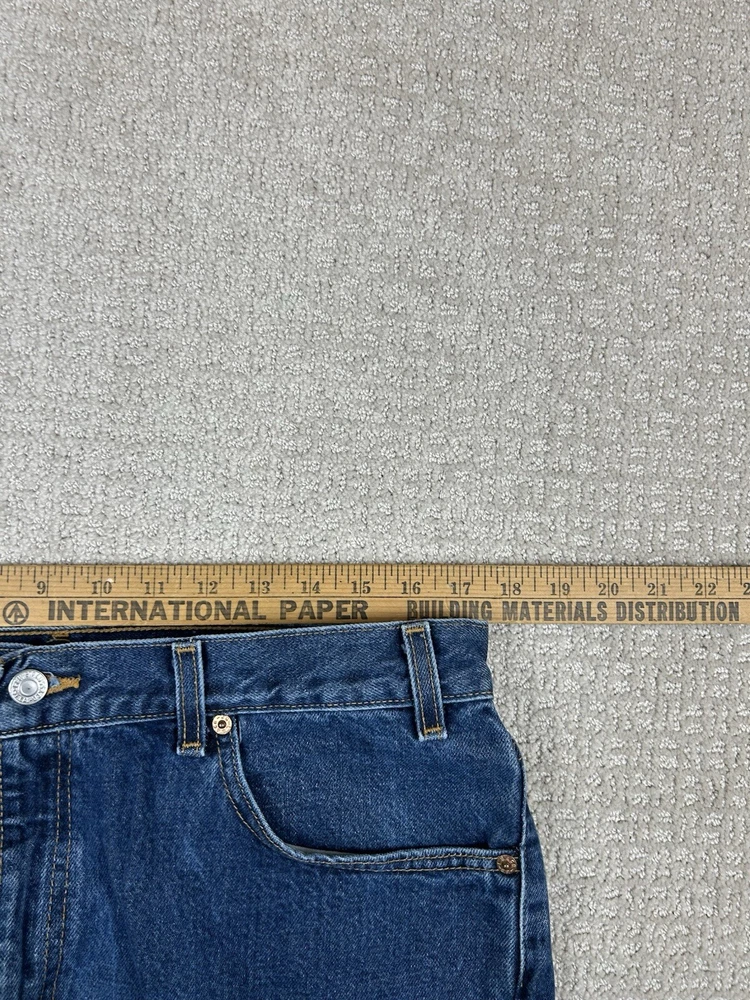 9 10 11 12 13 14 15 16 17 18 19 20 21 22
INTERNATIONAL PAPER BUILDING MATERIALS DISTRIBUTION